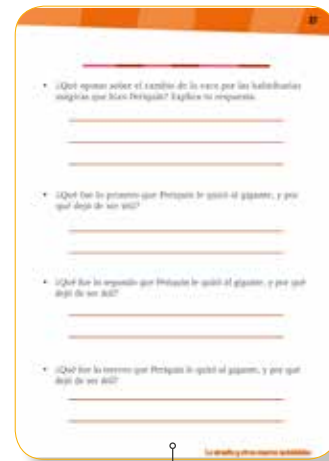 • ¿Qué opinas sobre el cambio de la vaca por las habichuelas
mágicas que hizo Periquín? Explica tu respuesta.
• ¿Qué fue lo primero que Periquín le quitó al gigante, y por
qué dejó de ser útil?
• ¿Qué fue lo segundo que Periquín le quitó al gigante, y por qué
dejó de ser útil?
• ¿Qué fue lo tercero que Periquín le quitó al gigante, y por qué
dejó de ser útil?
y otros cuentos